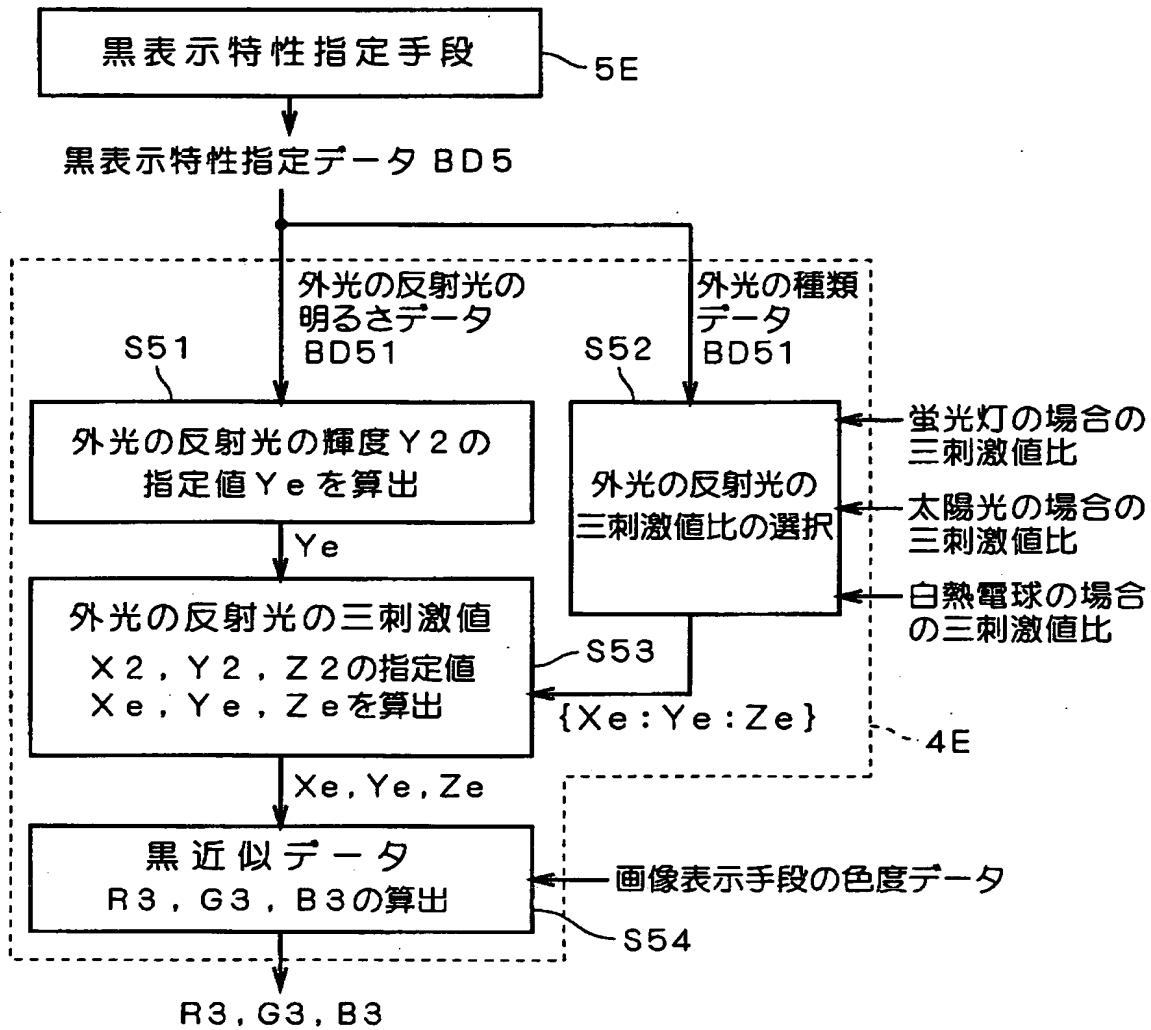 黒表示特性指定手段
5E
黒表示特性指定データ BD5
外光の反射光の
明るさデータ
BD51
外光の種類
データ
BD51
S51
S52
外光の反射光の輝度Y2の
指定値Yeを算出
外光の反射光の
三刺激値比の選択
蛍光灯の場合の
三刺激値比
太陽光の場合の
三刺激値比
白熱電球の場合
の三刺激値比
Ye
外光の反射光の三刺激値
X2,Y2,Z2の指定値
Xe,Ye,Zeを算出
S53
{Xe:Ye:Ze}
4E
Xe,Ye,Ze
黒近似データ
R3,G3,B3の算出
画像表示手段の色度データ
S54
R3,G3,B3